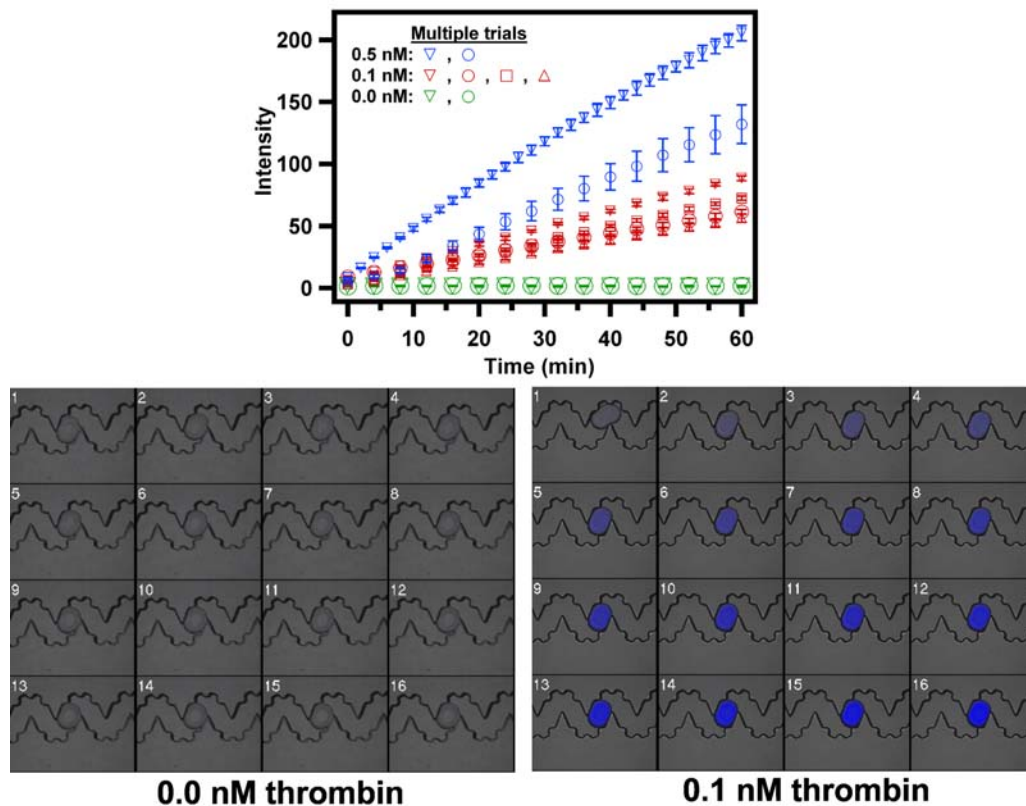 Multiple trials
0.5 nM: ▽ , ○
0.1 nM: ▽ , ○ , □ , △
0.0 nM: ▽ , ○
200
150
100
50
0
Intensity
0 10 20 30 40 50 60
Time (min)
1 2 3 4
5 6 7 8
9 10 11 12
13 14 15 16
0.0 nM thrombin
1 2 3 4
5 6 7 8
9 10 11 12
13 14 15 16
0.1 nM thrombin